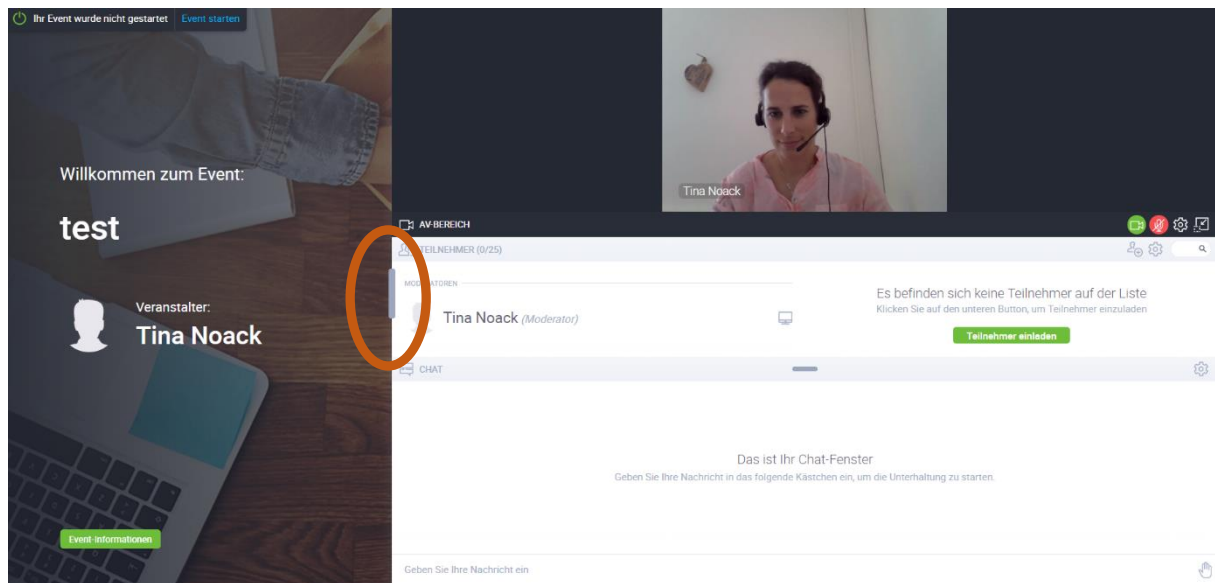 Ihr Event wurde nicht gestartet Event starten
Willkommen zum Event:
test
Veranstalter:
Tina Noack
Event-Informationen
Tina Noack
AV-BEREICH
TEILNEHMER (0/25)
MODERATOREN
Tina Noack (Moderator)
Es befinden sich keine Teilnehmer auf der Liste
Klicken Sie auf den unteren Button, um Teilnehmer einzuladen
Teilnehmer einladen
CHAT
Das ist Ihr Chat-Fenster
Geben Sie Ihre Nachricht in das folgende Kästchen ein, um die Unterhaltung zu starten.
Geben Sie Ihre Nachricht ein